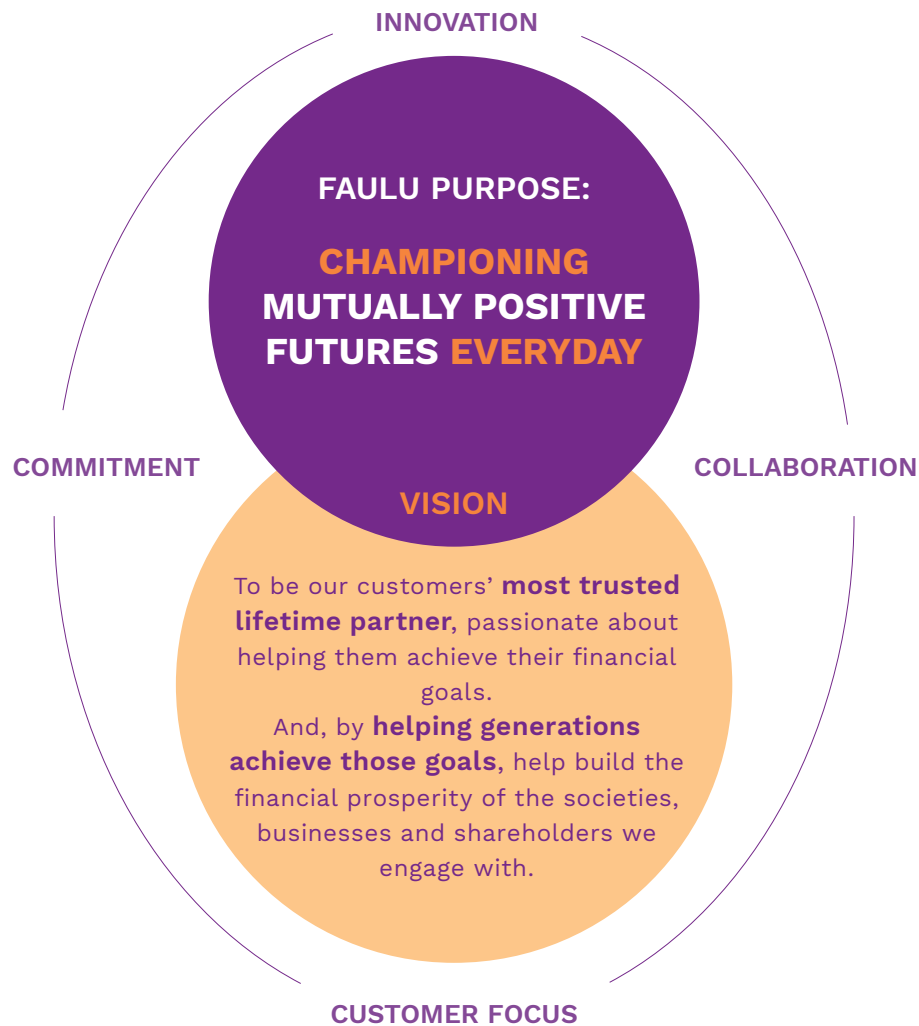 INNOVATION
FAULU PURPOSE:
CHAMPIONING
MUTUALLY POSITIVE
FUTURES EVERYDAY
COMMITMENT
COLLABORATION
VISION
To be our customers’ most trusted
lifetime partner, passionate about
helping them achieve their financial
goals.
And, by helping generations
achieve those goals, help build the
financial prosperity of the societies,
businesses and shareholders we
engage with.
CUSTOMER FOCUS